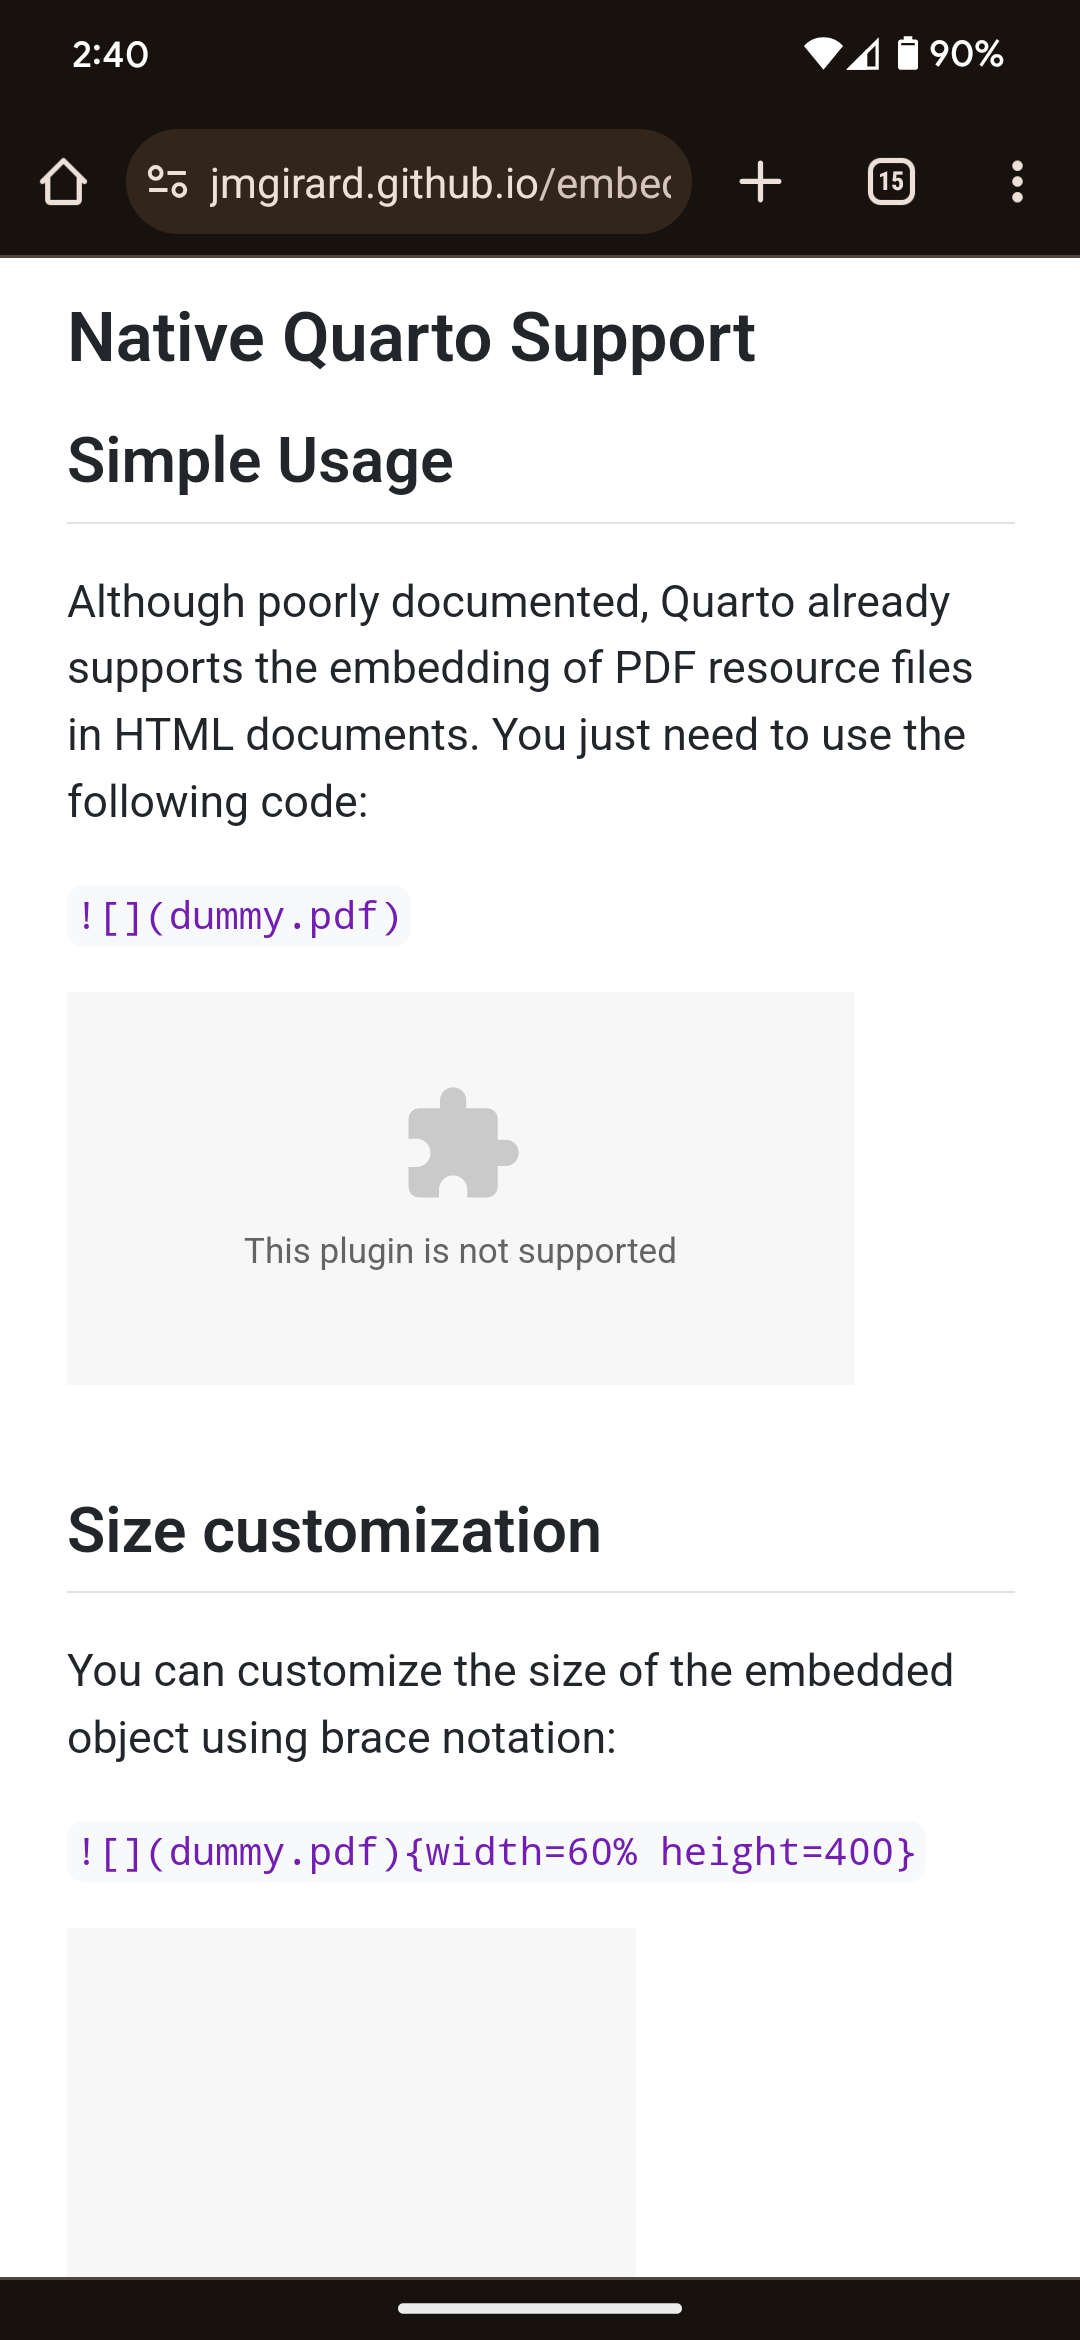 2:40
90%
jmgirard.github.io/embed
15
Native Quarto Support
Simple Usage
Although poorly documented, Quarto already
supports the embedding of PDF resource files
in HTML documents. You just need to use the
following code:
![](dummy.pdf)
This plugin is not supported
Size customization
You can customize the size of the embedded
object using brace notation:
![](dummy.pdf){width=60% height=400}